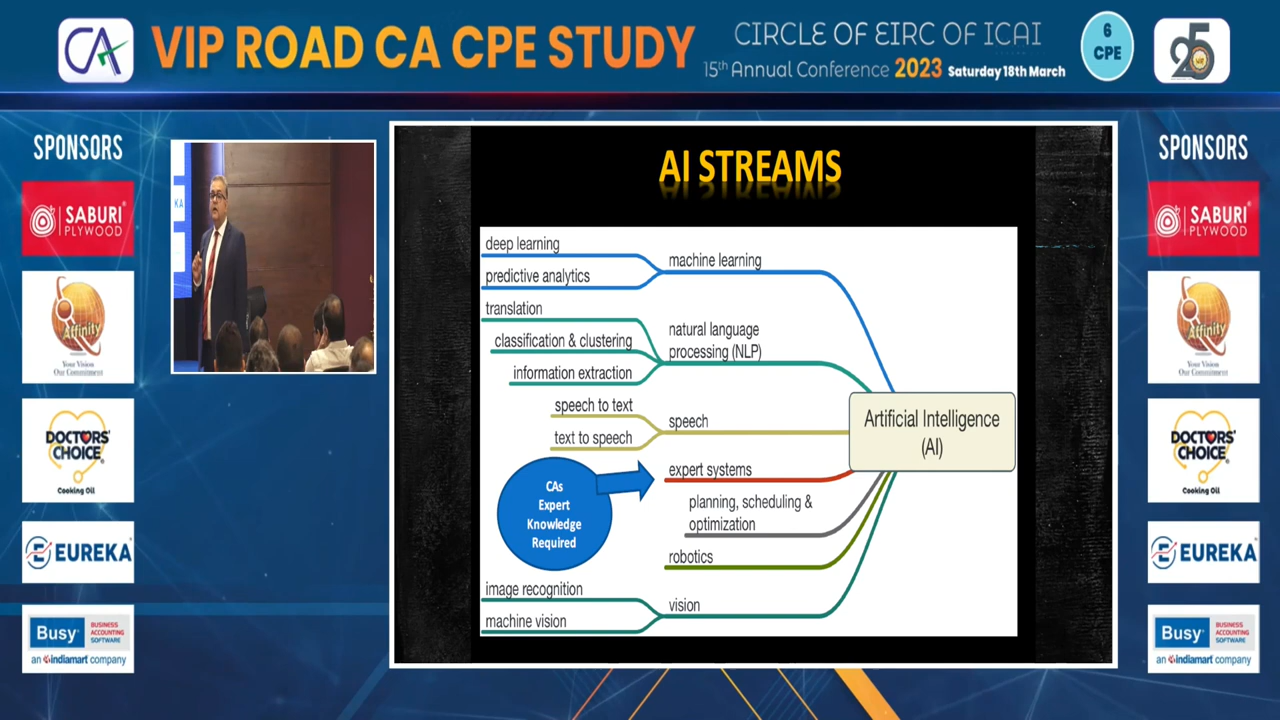 CA
VIP ROAD CA CPE STUDY
CIRCLE OF EIRC OF ICAI
15th Annual Conference 2023 Saturday 18th March
6
CPE
25
SPONSORS
SABURI
PLYWOOD
Affinity
Your Vision
Our Commitment
DOCTORS'
CHOICE
Cooking Oil
EUREKA
Busy
BUSINESS
ACCOUNTING
SOFTWARE
an indiamart company
KA
AI STREAMS
deep learning
predictive analytics
machine learning
translation
classification & clustering
information extraction
natural language
processing (NLP)
speech to text
text to speech
speech
Artificial Intelligence
(AI)
CAs
Expert
Knowledge
Required
expert systems
planning, scheduling &
optimization
robotics
image recognition
machine vision
vision
SPONSORS
SABURI
PLYWOOD
Affinity
Your Vision
Our Commitment
DOCTORS'
CHOICE
Cooking Oil
EUREKA
Busy
BUSINESS
ACCOUNTING
SOFTWARE
an indiamart company